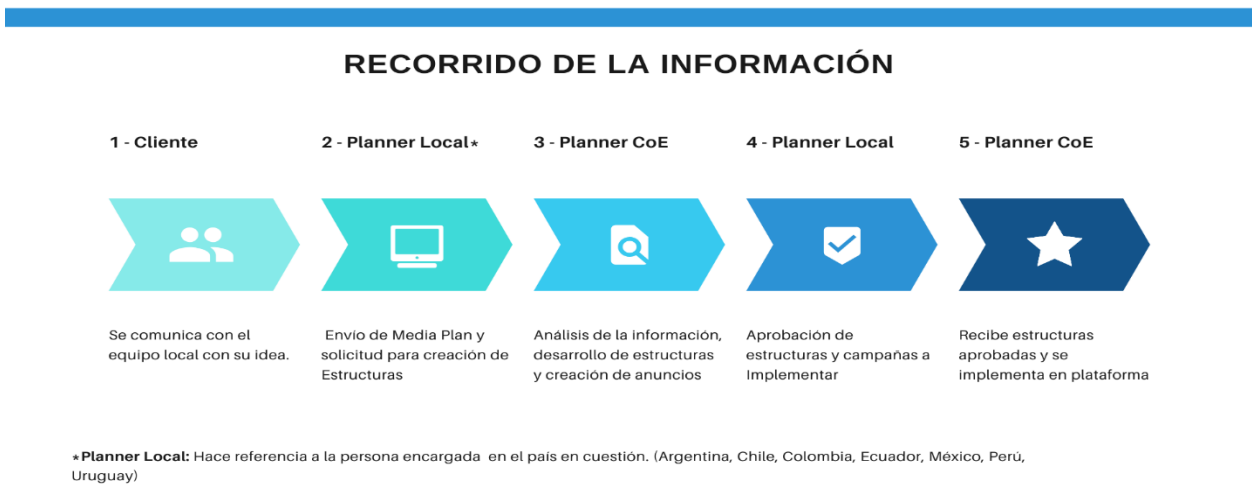 RECORRIDO DE LA INFORMACIÓN
1 - Cliente
2 - Planner Local*
3 - Planner CoE
4 - Planner Local
5 - Planner CoE
Se comunica con el
equipo local con su idea.
Envío de Media Plan y
solicitud para creación de
Estructuras
Análisis de la información,
desarrollo de estructuras
y creación de anuncios
Aprobación de
estructuras y campañas a
Implementar
Recibe estructuras
aprobadas y se
implementa en plataforma
*Planner Local: Hace referencia a la persona encargada en el país en cuestión. (Argentina, Chile, Colombia, Ecuador, México, Perú,
Uruguay)